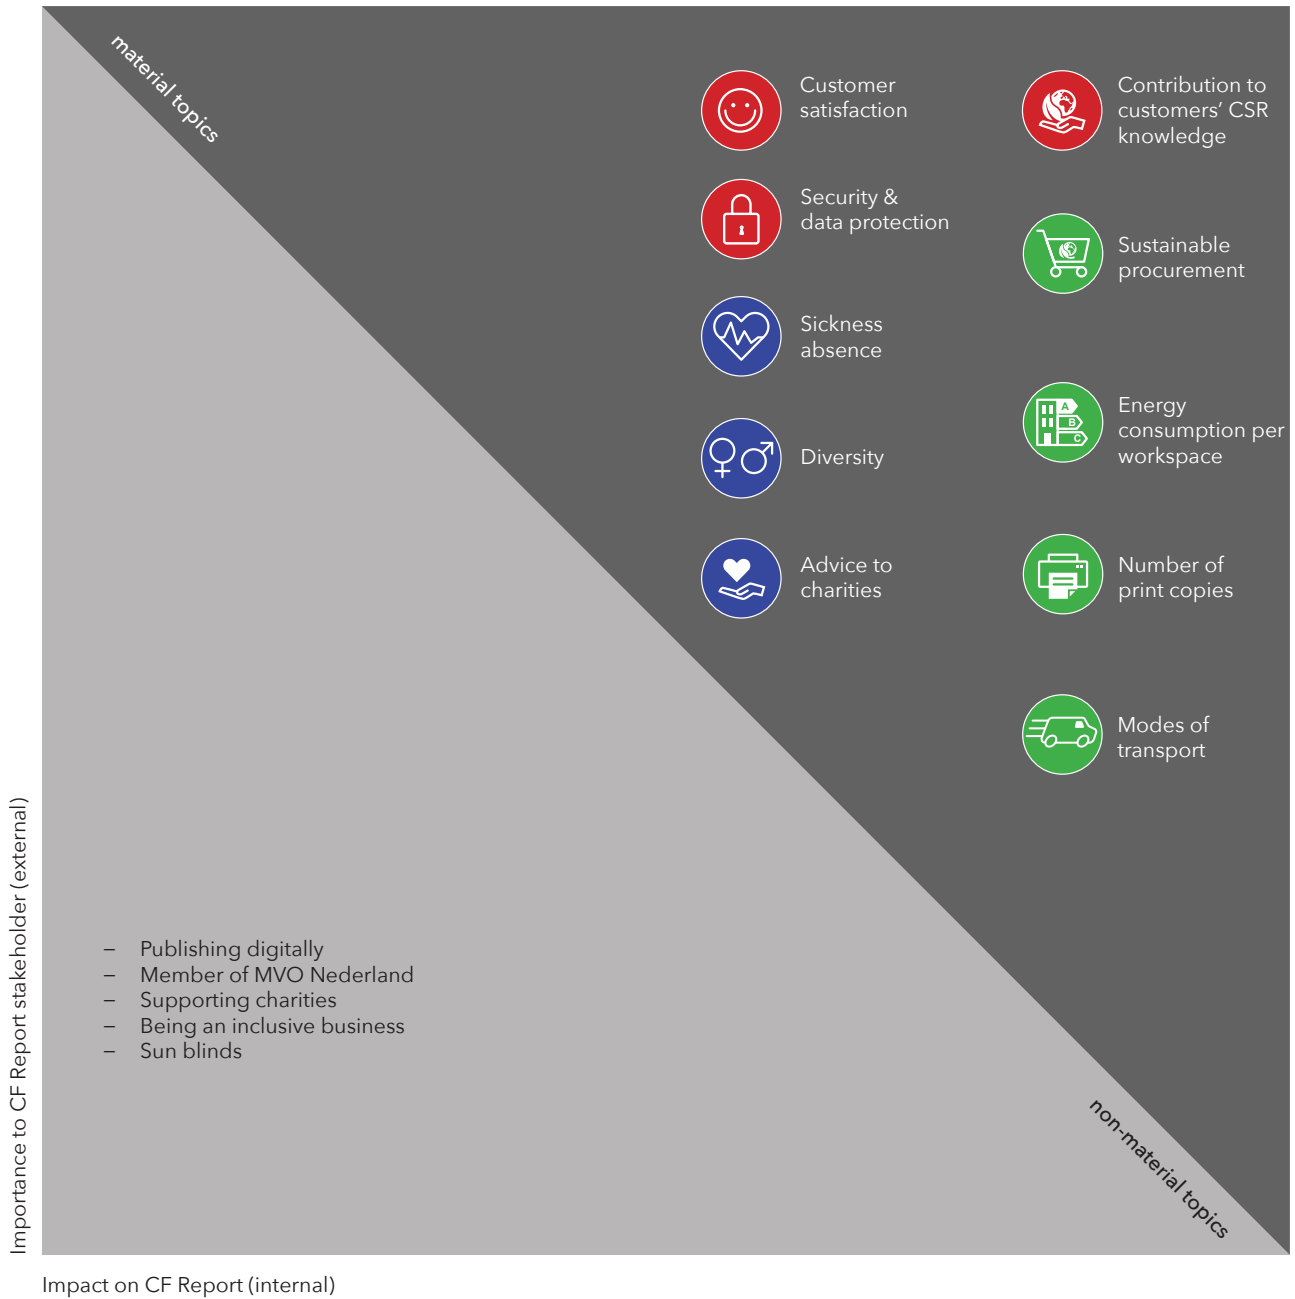 material topics
Customer
satisfaction
Security &
data protection
Sickness
absence
Diversity
Advice to
charities
Contribution to
customers’ CSR
knowledge
Sustainable
procurement
A
B
C
Energy
consumption per
workspace
Number of
print copies
Modes of
transport
– Publishing digitally
– Member of MVO Nederland
– Supporting charities
– Being an inclusive business
– Sun blinds
non-material topics
Importance to CF Report stakeholder (external)
Impact on CF Report (internal)